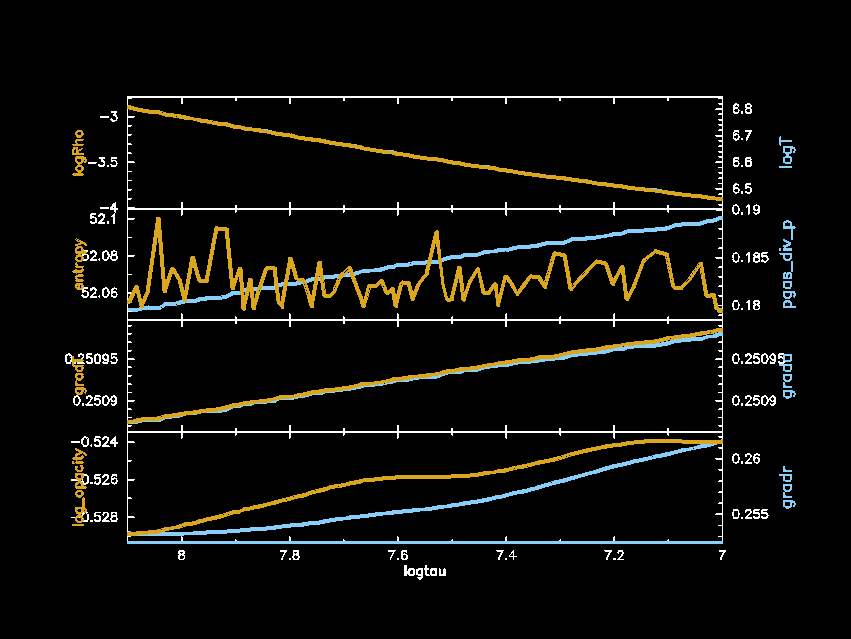 logRho
−3
−3.5
−4
6.8
6.7
6.6
6.5
logT
entropy
52.1
52.08
52.06
0.19
0.185
0.18
pgas_div_p
gradT
0.25095
0.2509
0.25095
0.2509
grada
log_opacity
−0.524
−0.526
−0.528
0.26
0.255
gradr
8 7.8 7.6 7.4 7.2 7
logtau